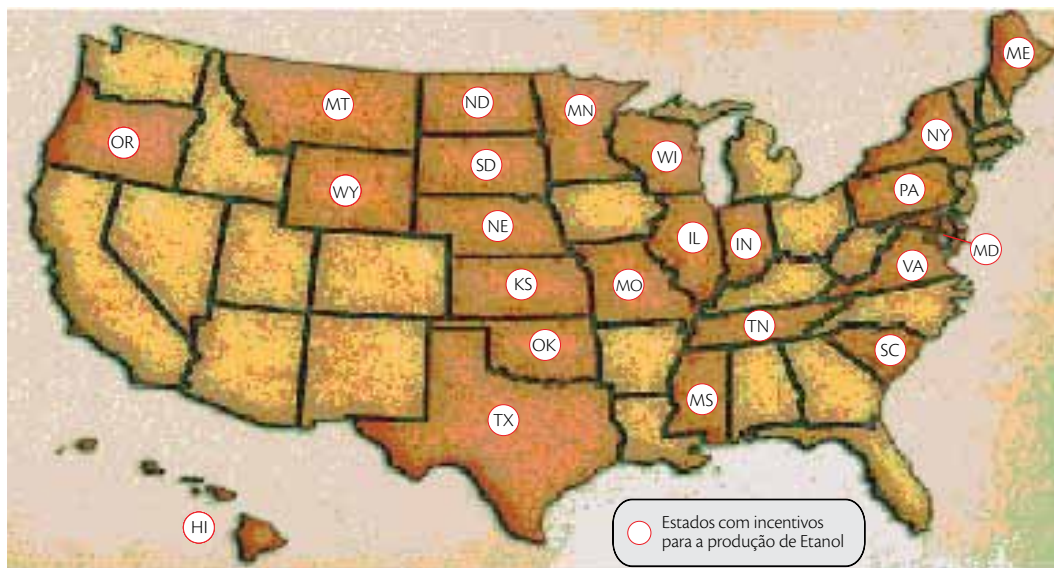 ME
MT
ND
MN
NY
OR
WI
SD
WY
PA
NE
IL
IN
MD
VA
KS
MO
TN
OK
SC
MS
TX
HI
Estados com incentivos
para a produção de Etanol